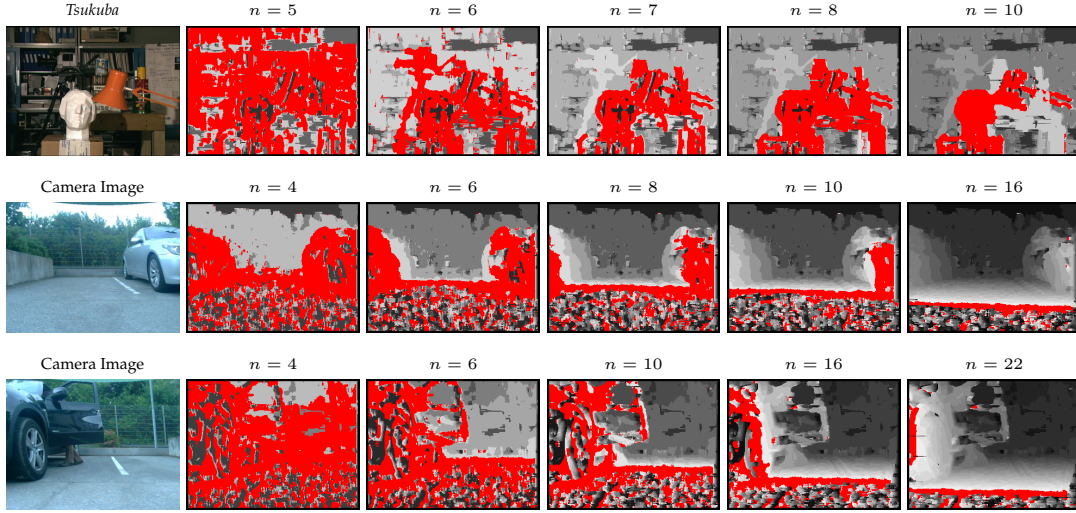 Tsukuba n = 5 n = 6 n = 7 n = 8 n = 10
Camera Image n = 4 n = 6 n = 8 n = 10 n = 16
Camera Image n = 4 n = 6 n = 10 n = 16 n = 22